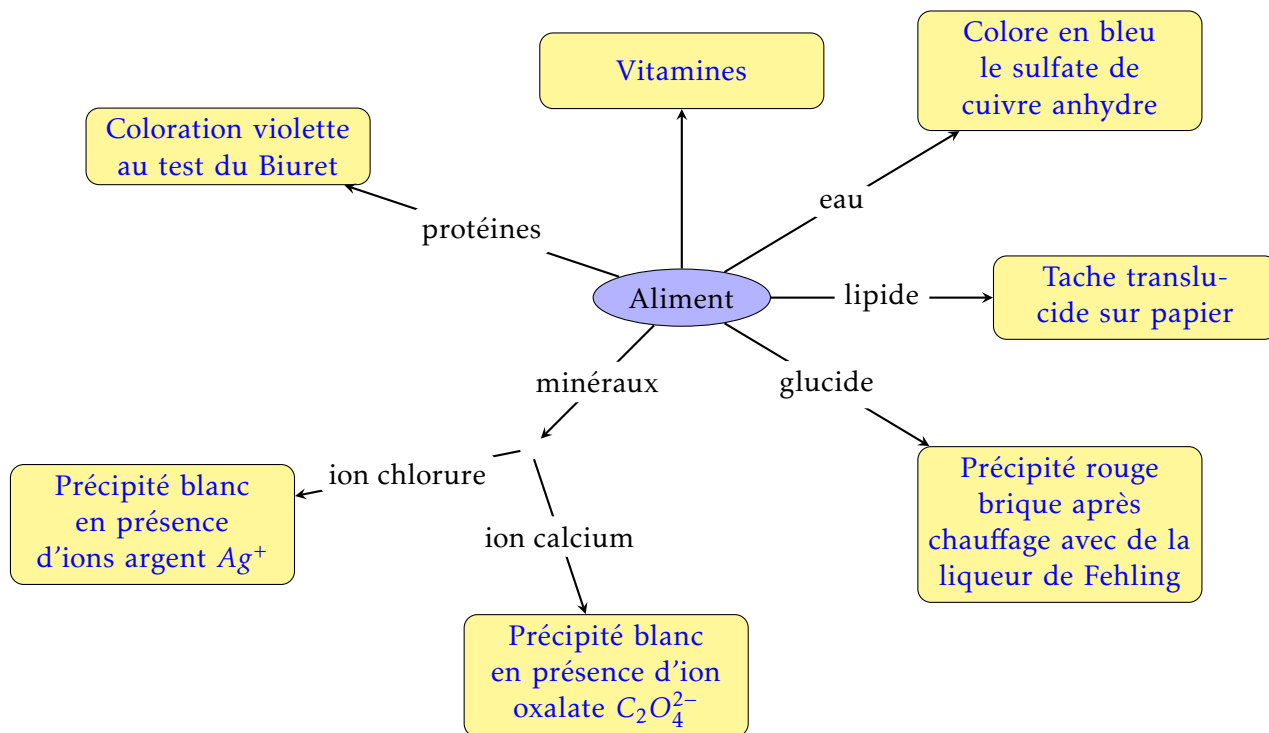 Colore en bleu
le sulfate de
cuivre anhydre
Vitamines
Coloration violette
au test du Biuret
eau
protéines
Aliment
lipide
Tache translu-
cide sur papier
minéraux
glucide
ion chlorure
Précipité blanc
en présence
d'ions argent Ag⁺
ion calcium
Précipité rouge
brique après
chauffage avec de la
liqueur de Fehling
Précipité blanc
en présence d'ion
oxalate C₂O₄²⁻